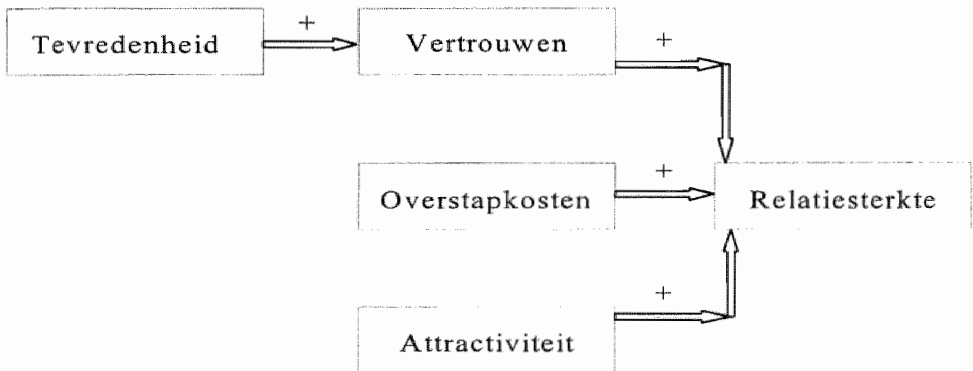 +
+
Tevredenheid
Vertrouwen
+
Overstapkosten
Relatiesterkte
+
Attractiviteit